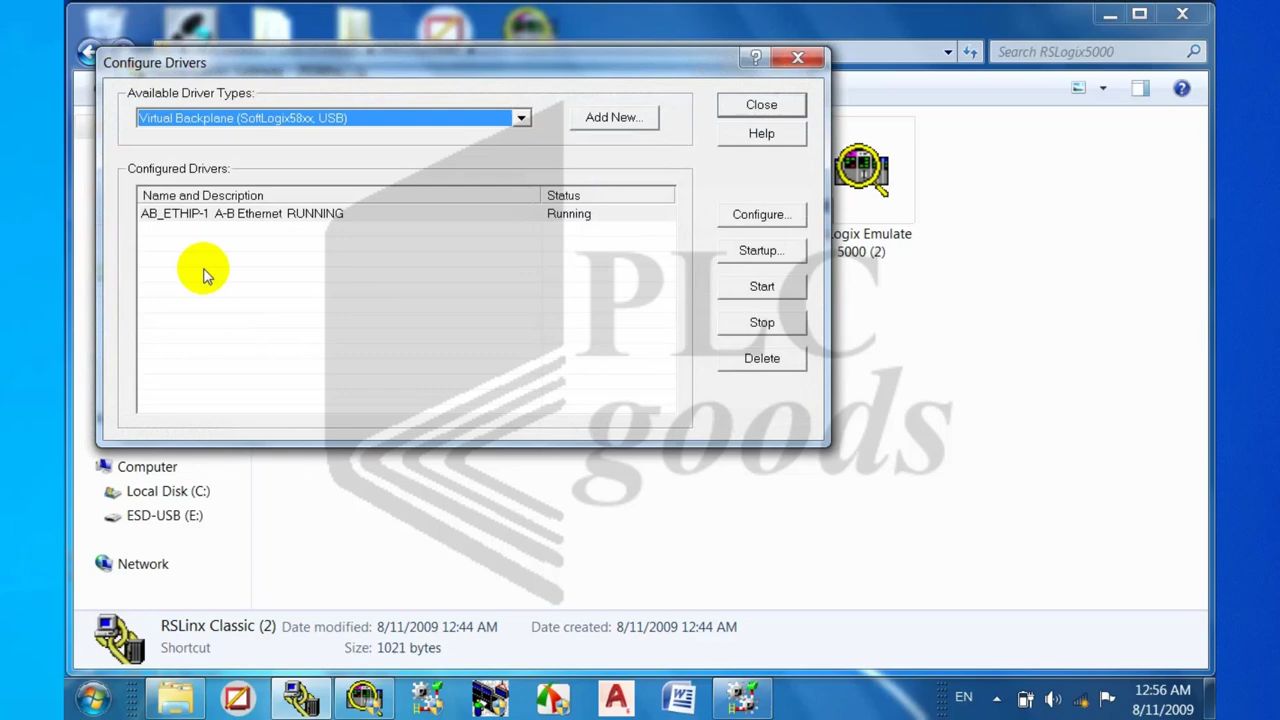 Search RSLogix5000
Configure Drivers
Available Driver Types:
Virtual Backplane (SoftLogix58xx, USB)
Add New...
Close
Help
Configured Drivers:
Name and Description
Status
AB_ETHIP-1 A-B Ethernet RUNNING
Running
Configure...
Startup...
Start
Stop
Delete
ogix Emulate
5000 (2)
PLC
goods
Computer
Local Disk (C:)
ESD-USB (E:)
Network
RSLinx Classic (2)
Date modified: 8/11/2009 12:44 AM
Date created: 8/11/2009 12:44 AM
Shortcut
Size: 1021 bytes
EN
12:56 AM
8/11/2009